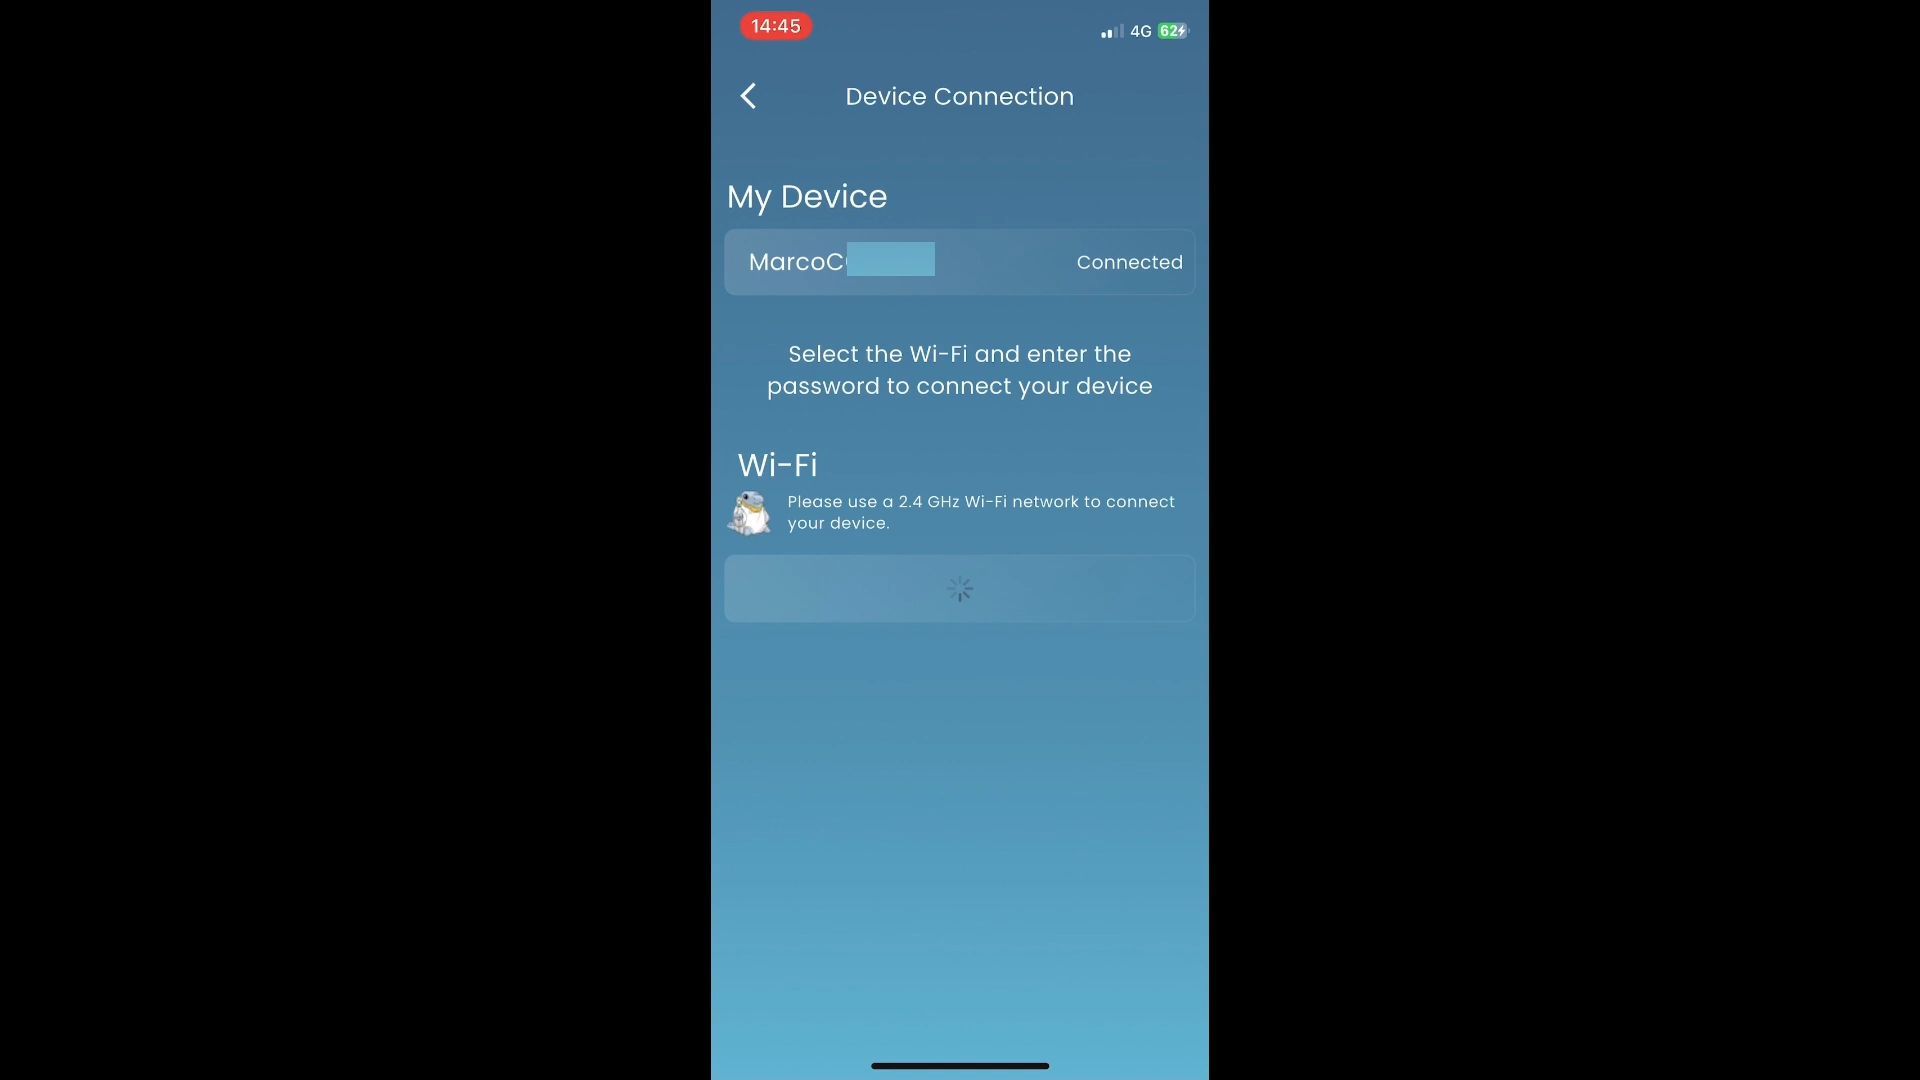 14:45
4G 62
Device Connection
My Device
MarcoC
Connected
Select the Wi-Fi and enter the
password to connect your device
Wi-Fi
Please use a 2.4 GHz Wi-Fi network to connect
your device.